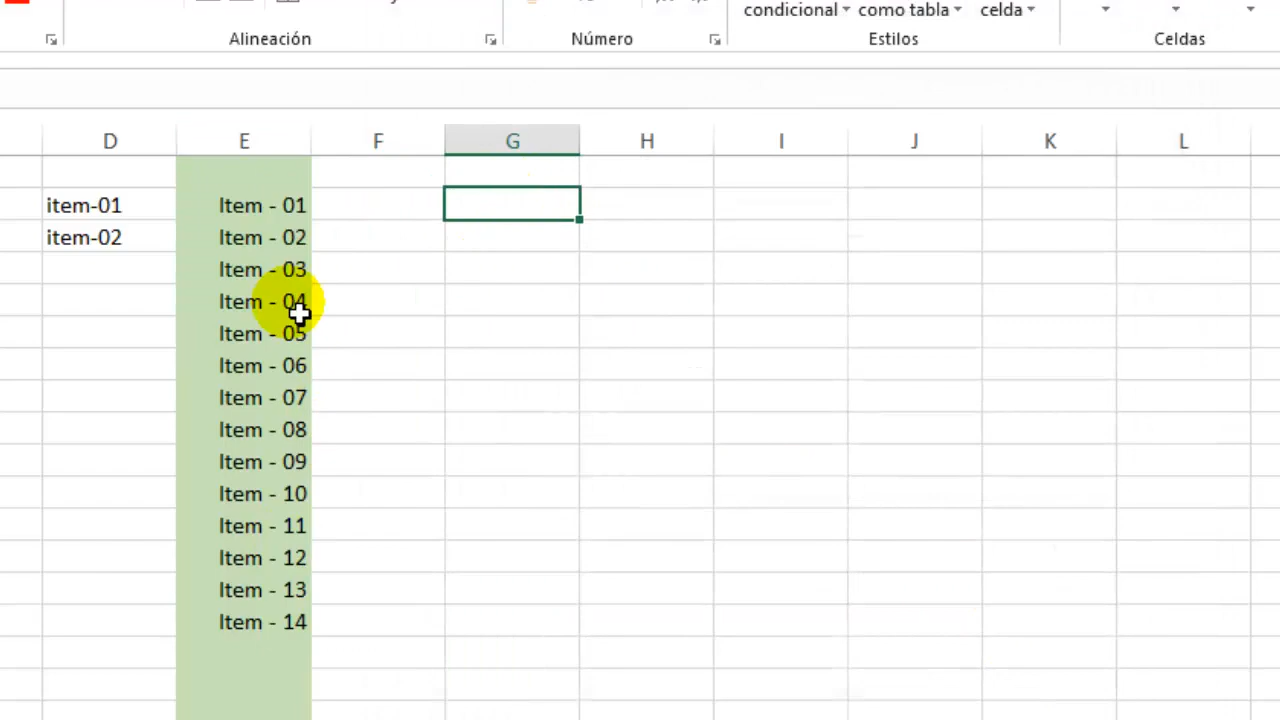 condicional como tabla celda
Alineación Número Estilos Celdas
D E F G H I J K L
item-01 Item - 01
item-02 Item - 02
Item - 03
Item - 04
Item - 05
Item - 06
Item - 07
Item - 08
Item - 09
Item - 10
Item - 11
Item - 12
Item - 13
Item - 14